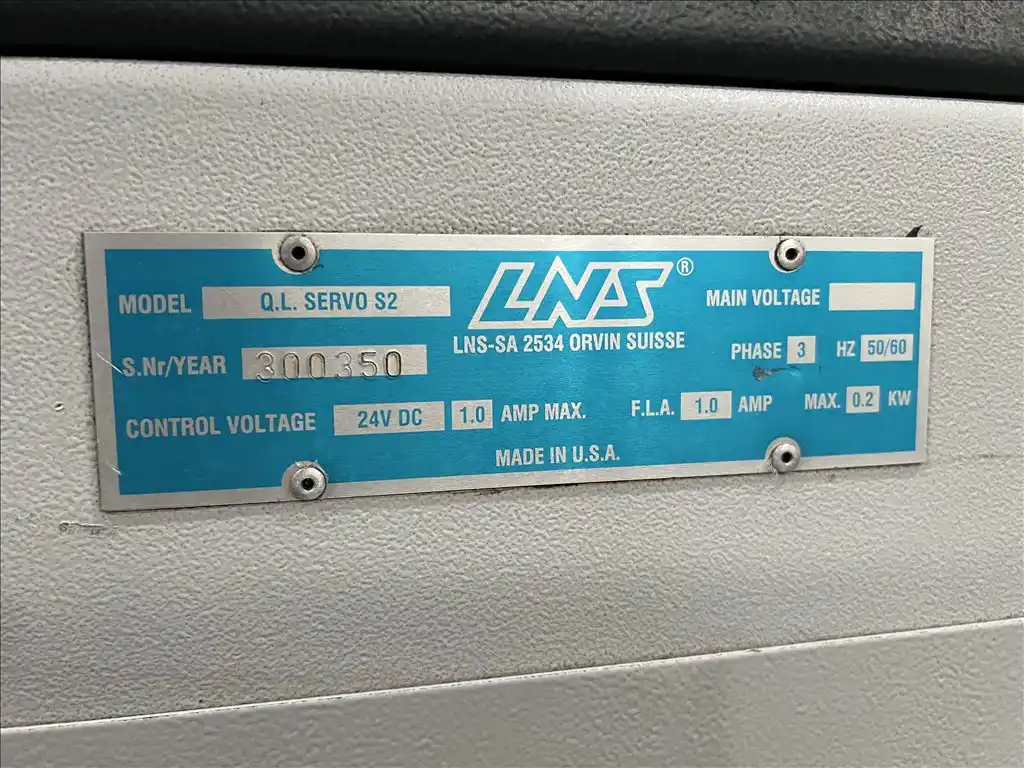 MODEL Q.L. SERVO S2
LNS®
LNS-SA 2534 ORVIN SUISSE
MAIN VOLTAGE
S.Nr/YEAR 300350
PHASE 3 HZ 50/60
CONTROL VOLTAGE 24V DC 1.0 AMP MAX.
F.L.A. 1.0 AMP MAX. 0.2 KW
MADE IN U.S.A.